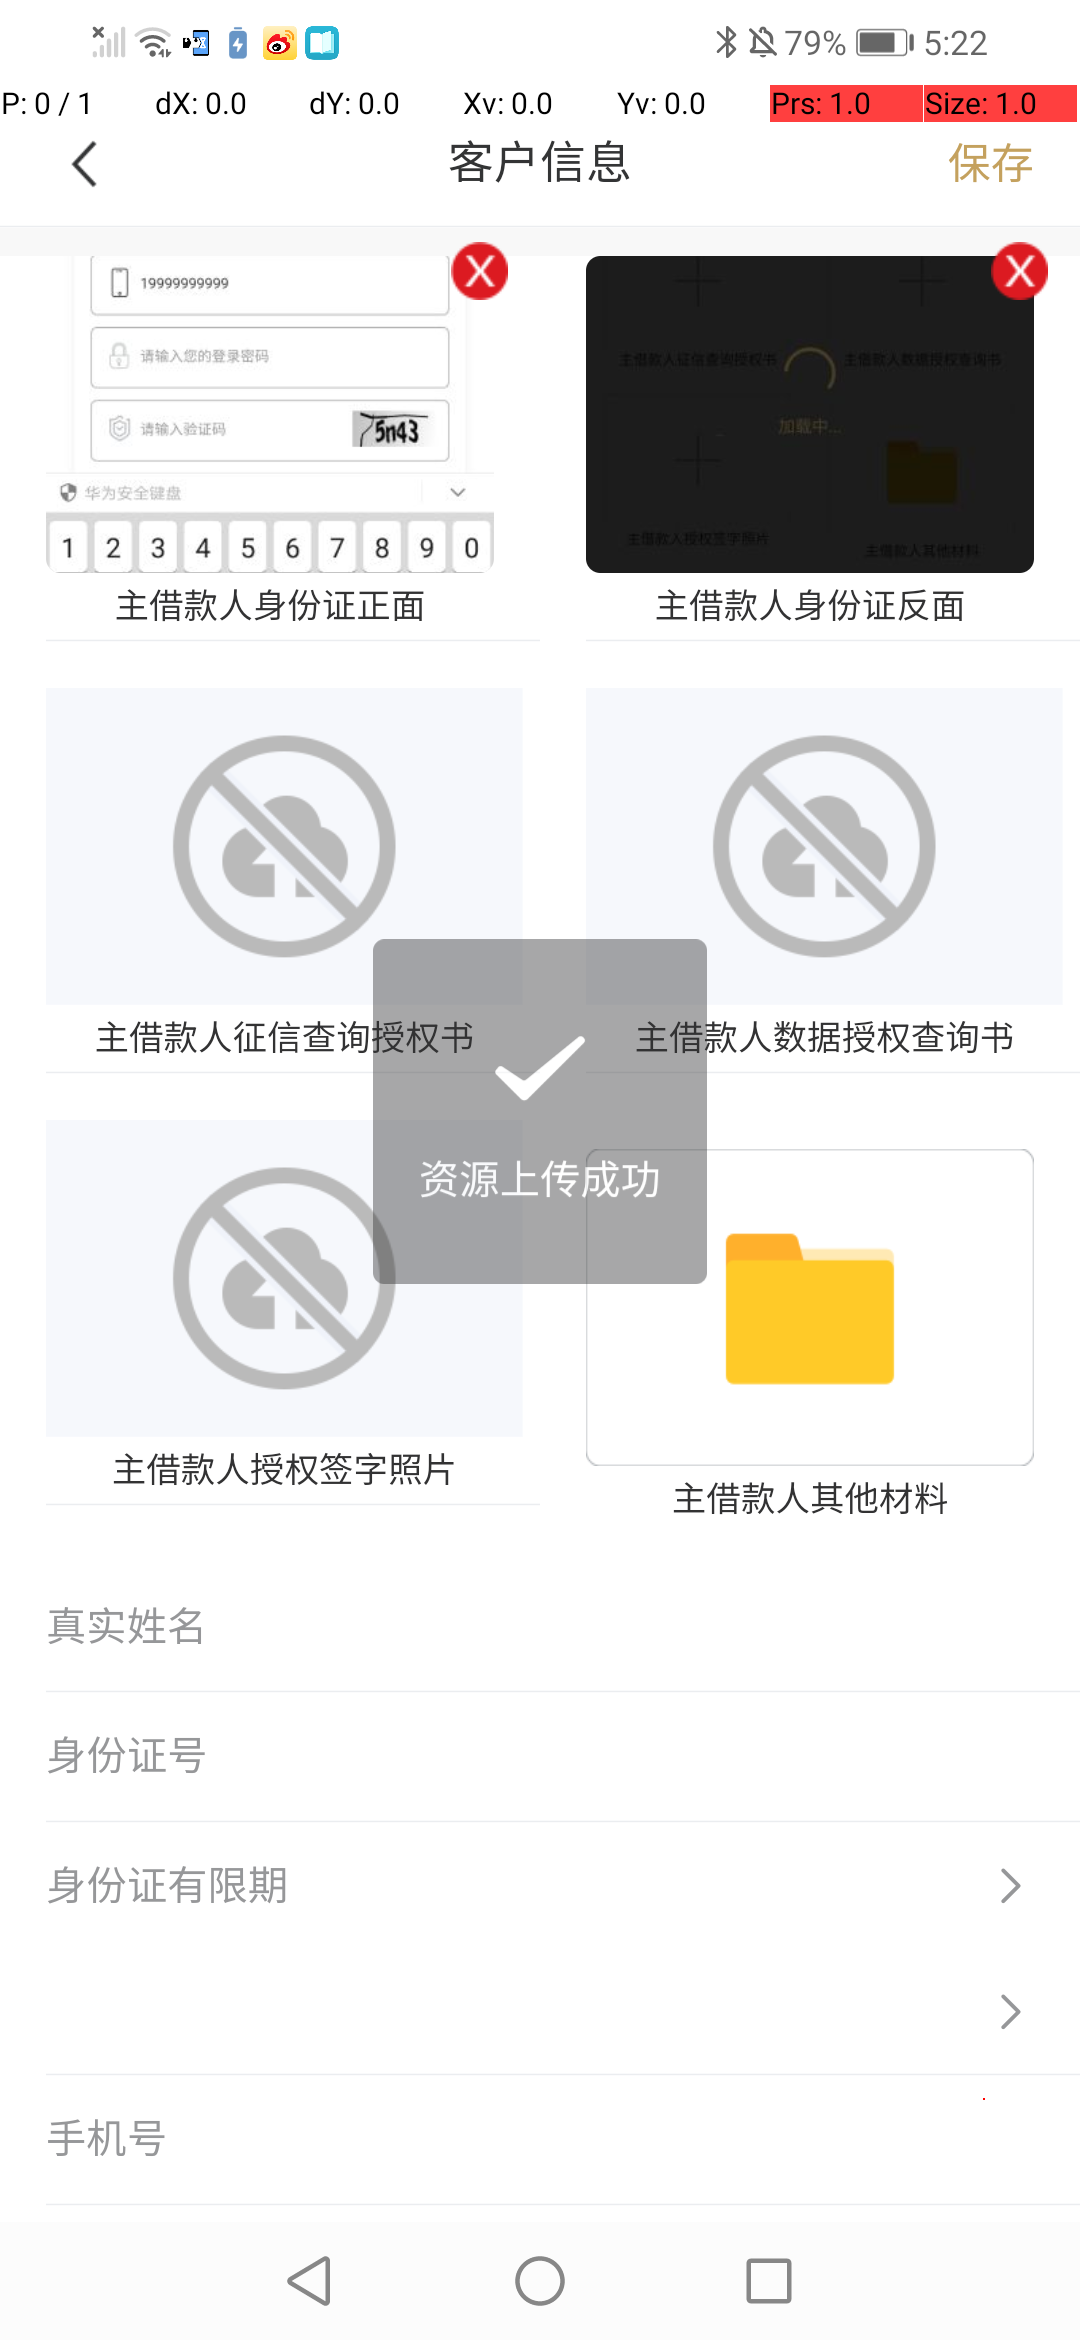 79% 5:22
P: 0 / 1 dX: 0.0 dY: 0.0 Xv: 0.0 Yv: 0.0 Prs: 1.0 Size: 1.0
客户信息 保存
19999999999
请输入您的登录密码
请输入验证码 75n43
华为安全键盘
1 2 3 4 5 6 7 8 9 0
主借款人征信查询授权书 主借款人数据授权查询书
加载中...
主借款人授权签字照片 主借款人其他材料
主借款人身份证正面 主借款人身份证反面
主借款人征信查询授权书 主借款人数据授权查询书
资源上传成功
主借款人授权签字照片 主借款人其他材料
真实姓名
身份证号
身份证有限期
手机号